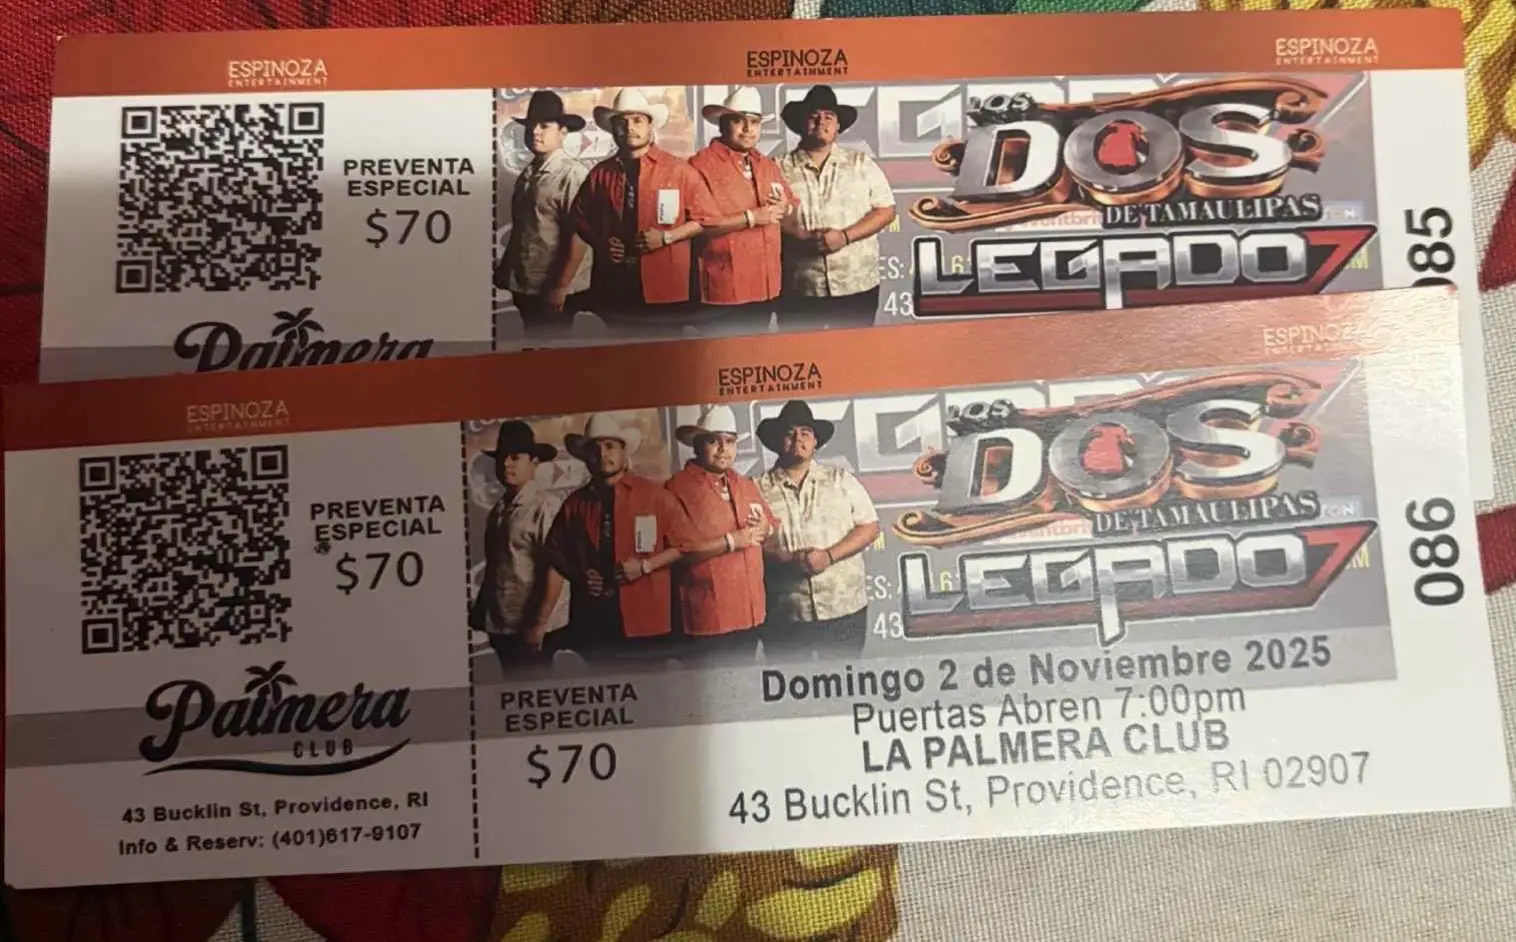 ESPINOZA
ENTERTAINMENT
ESPINOZA
ENTERTAINMENT
ESPINOZA
ENTERTAINMENT
PREVENTA
ESPECIAL
$70
Palmera
LOS
DOS
DE TAMAULIPAS
LEGADO 7
43
085
ESPINOZA
ENTERTAINMENT
ESPINOZA
ENTERTAINMENT
ESPINOZA
ENTERTAINMENT
PREVENTA
ESPECIAL
$70
Palmera
CLUB
43 Bucklin St, Providence, RI
Info & Reserv: (401)617-9107
LOS
DOS
DE TAMAULIPAS
LEGADO 7
43
PREVENTA
ESPECIAL
$70
Domingo 2 de Noviembre 2025
Puertas Abren 7:00pm
LA PALMERA CLUB
43 Bucklin St, Providence, RI 02907
086